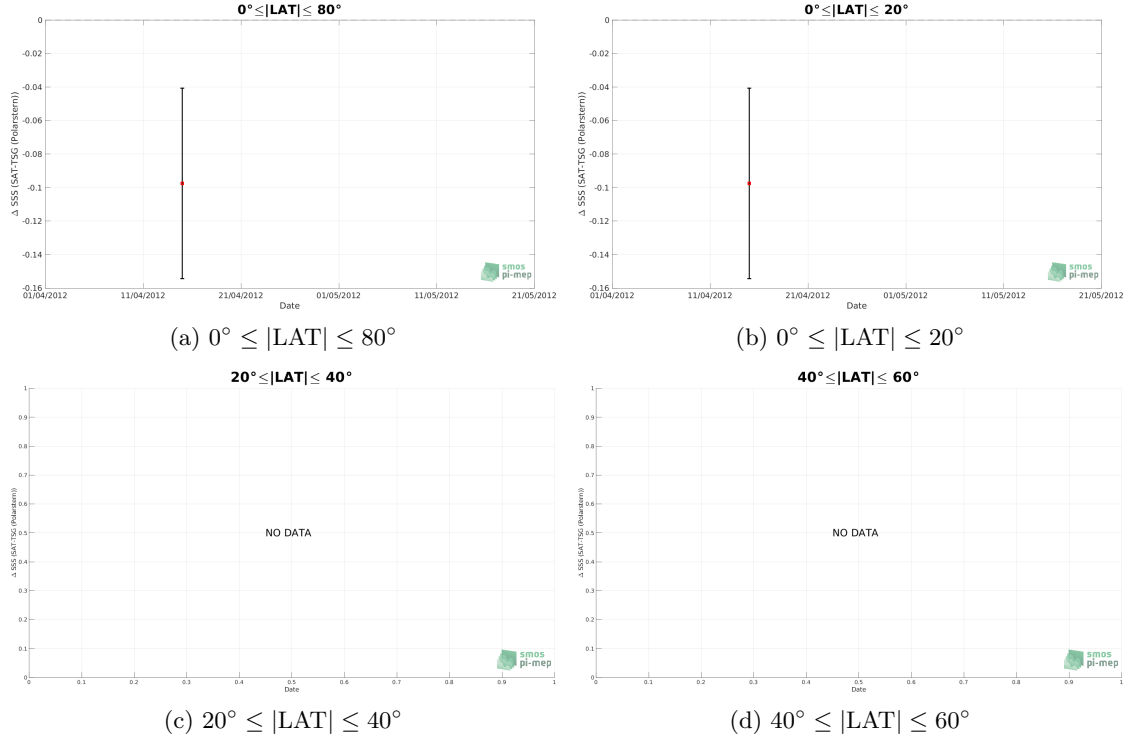 0°≤|LAT|≤ 80°
0
-0.02
-0.04
-0.06
-0.08
-0.1
-0.12
-0.14
-0.16
Δ SSS (SAT-TSG (Polarstern))
01/04/2012 11/04/2012 21/04/2012 01/05/2012 11/05/2012 21/05/2012
Date
smos
pi-mep
(a) 0° ≤ |LAT| ≤ 80°
0°≤|LAT|≤ 20°
0
-0.02
-0.04
-0.06
-0.08
-0.1
-0.12
-0.14
-0.16
Δ SSS (SAT-TSG (Polarstern))
01/04/2012 11/04/2012 21/04/2012 01/05/2012 11/05/2012 21/05/2012
Date
smos
pi-mep
(b) 0° ≤ |LAT| ≤ 20°
20°≤|LAT|≤ 40°
1
0.9
0.8
0.7
0.6
0.5
0.4
0.3
0.2
0.1
0
Δ SSS (SAT-TSG (Polarstern))
NO DATA
0 0.1 0.2 0.3 0.4 0.5 0.6 0.7 0.8 0.9 1
Date
smos
pi-mep
(c) 20° ≤ |LAT| ≤ 40°
40°≤|LAT|≤ 60°
1
0.9
0.8
0.7
0.6
0.5
0.4
0.3
0.2
0.1
0
Δ SSS (SAT-TSG (Polarstern))
NO DATA
0 0.1 0.2 0.3 0.4 0.5 0.6 0.7 0.8 0.9 1
Date
smos
pi-mep
(d) 40° ≤ |LAT| ≤ 60°